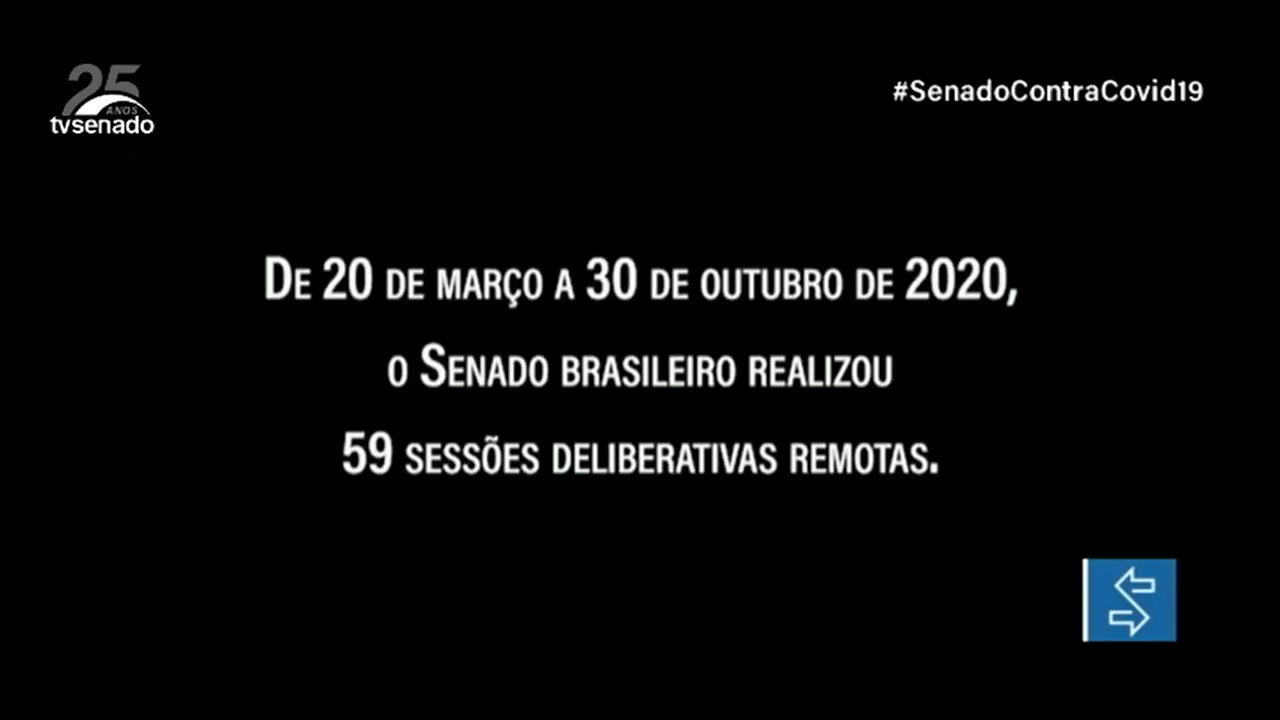 25
ANOS
tvsenado
#SenadoContraCovid19
De 20 de março a 30 de outubro de 2020,
o Senado brasileiro realizou
59 sessões deliberativas remotas.